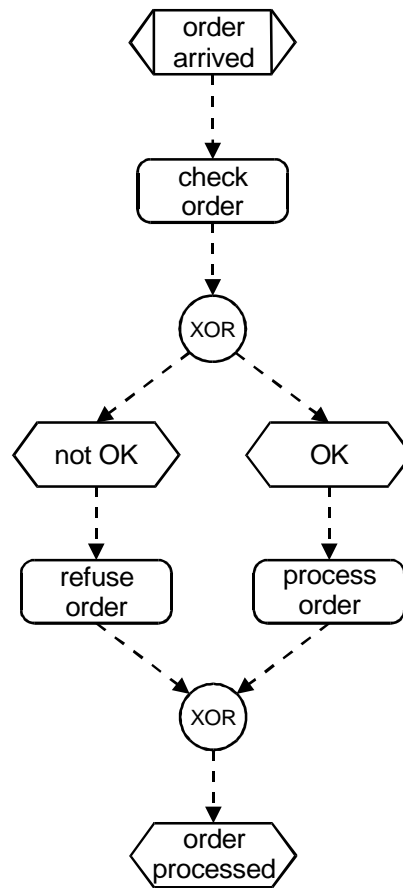 order
arrived
check
order
XOR
not OK
OK
refuse
order
process
order
XOR
order
processed